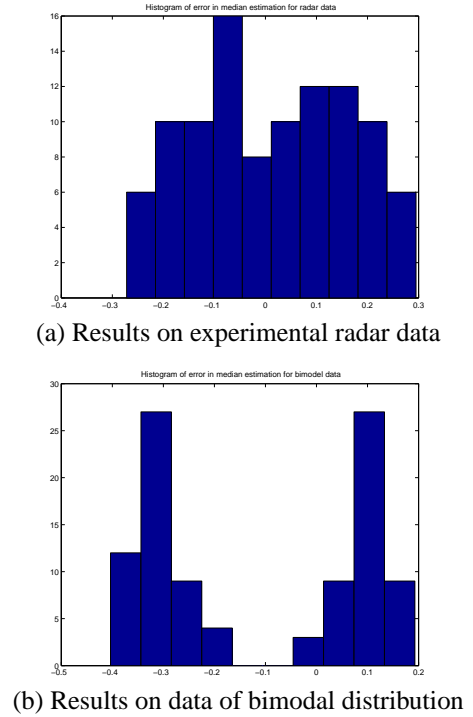 Histogram of error in median estimation for radar data
16
14
12
10
8
6
4
2
0
−0.4 −0.3 −0.2 −0.1 0 0.1 0.2 0.3
(a) Results on experimental radar data
Histogram of error in median estimation for bimodel data
30
25
20
15
10
5
0
−0.5 −0.4 −0.3 −0.2 −0.1 0 0.1 0.2
(b) Results on data of bimodal distribution